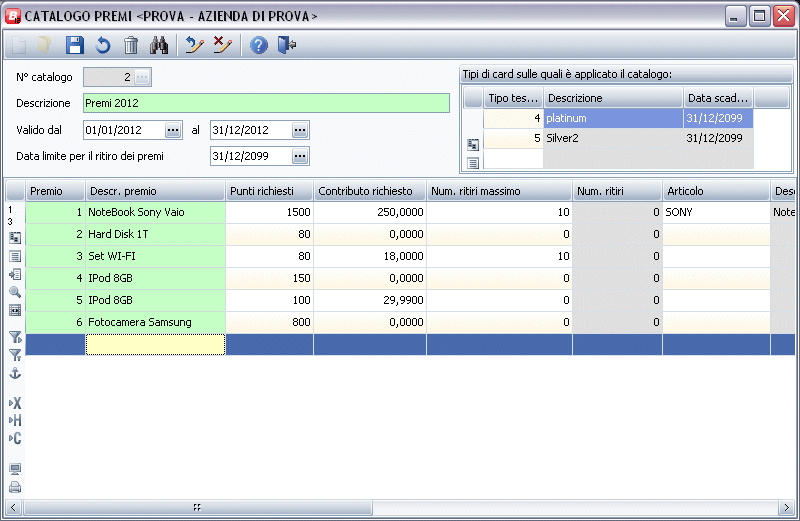 CATALOGO PREMI <PROVA - AZIENDA DI PROVA>
N° catalogo 2
Descrizione Premi 2012
Valido dal 01/01/2012 al 31/12/2012
Data limite per il ritiro dei premi 31/12/2099
Tipi di card sulle quali è applicato il catalogo:
Tipo tes... Descrizione Data scad...
4 platinum 31/12/2099
5 Silver2 31/12/2099
Premio Descr. premio Punti richiesti Contributo richiesto Num. ritiri massimo Num. ritiri Articolo Desc
1 NoteBook Sony Vaio 1500 250,0000 10 0 SONY Note
2 Hard Disk 1T 80 0,0000 0 0
3 Set WI-FI 80 18,0000 10 0
4 IPod 8GB 150 0,0000 0 0
5 IPod 8GB 100 29,9900 0 0
6 Fotocamera Samsung 800 0,0000 0 0
1
3
X
H
C